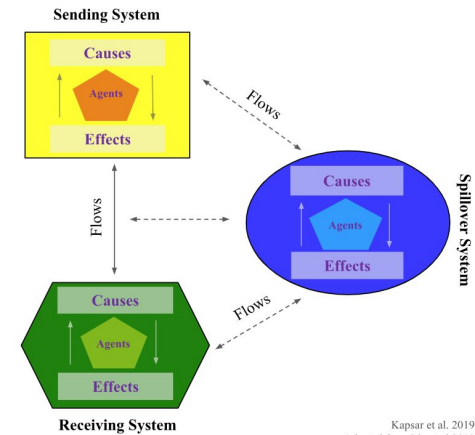 Sending System
Causes
Agents
Effects
Flows
Flows
Causes
Agents
Effects
Spillover System
Flows
Causes
Agents
Effects
Receiving System
Kapsar et al. 2019